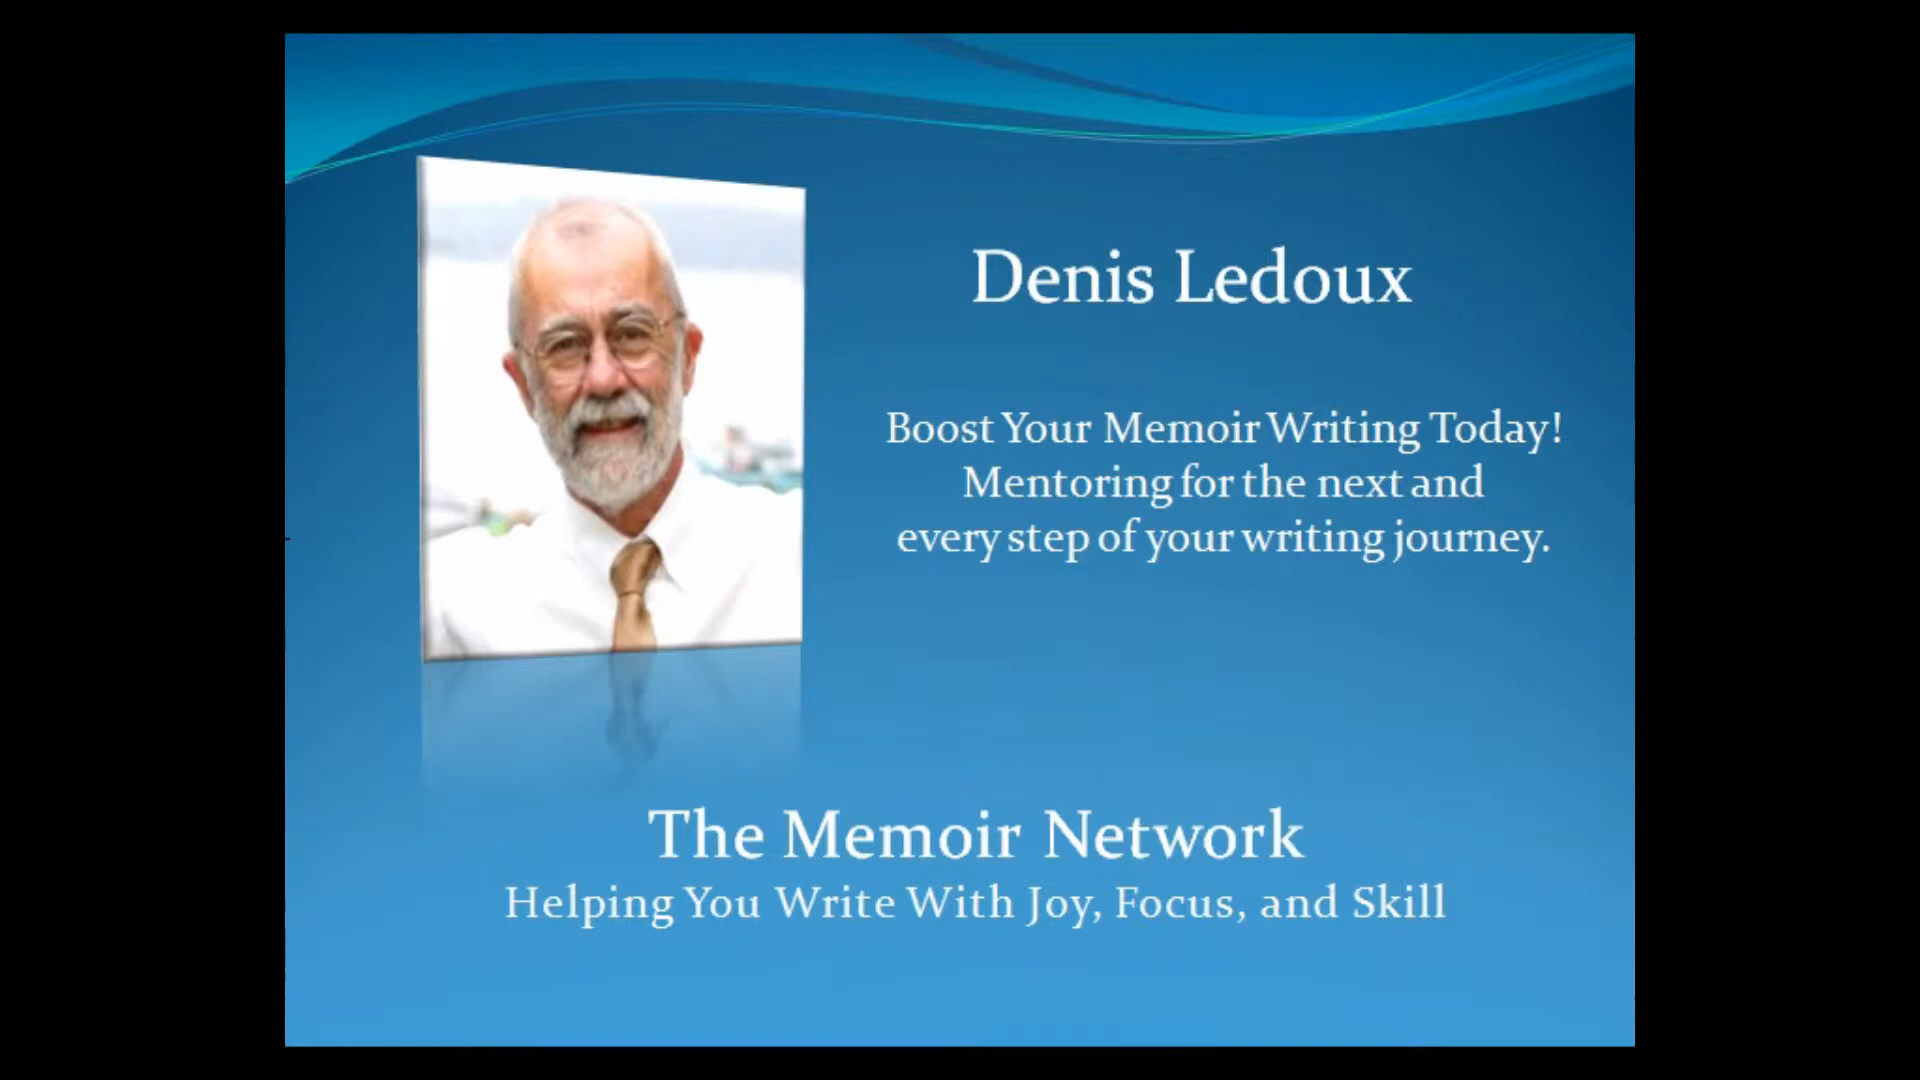 Denis Ledoux
Boost Your Memoir Writing Today!
Mentoring for the next and
every step of your writing journey.
The Memoir Network
Helping You Write With Joy, Focus, and Skill